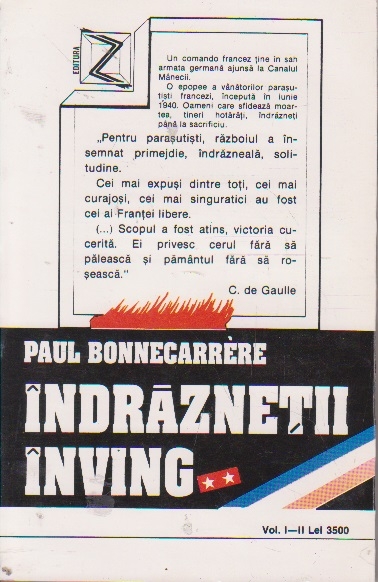 EDITURA
Z
Un comando francez ține în șah
armata germană ajunsă la Canalul
Mânecii.
O epopee a vânătorilor parașu-
tiști francezi, începută în iunie
1940. Oameni care sfidează moar-
tea, tineri hotărâți, îndrăzneți
până la sacrificiu.
„Pentru parașutiști, războiul a în-
semnat primejdie, îndrăzneală, soli-
tudine.
Cei mai expuși dintre toți, cei mai
curajoși, cei mai singuratici au fost
cei ai Franței libere.
(...) Scopul a fost atins, victoria cu-
cerită. Ei privesc cerul fără să
pălească și pământul fără să ro-
șească."
C. de Gaulle
PAUL BONNECARRÈRE
ÎNDRĂZNEȚII
ÎNVING
Vol. I—II Lei 3500